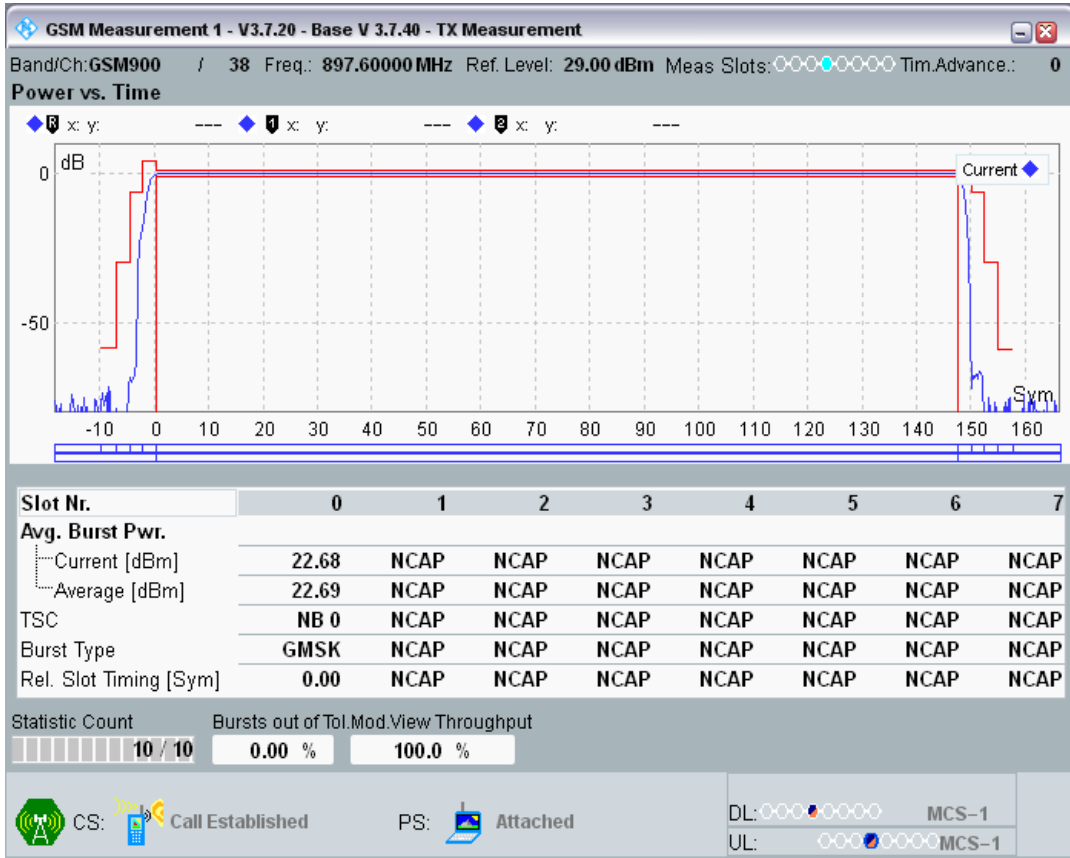 GSM Measurement 1 - V3.7.20 - Base V 3.7.40 - TX Measurement
Band/Ch:GSM900 / 38 Freq.: 897.60000 MHz Ref. Level: 29.00 dBm Meas Slots: Tim.Advance.: 0
Power vs. Time
R x: y: --- 1 x: y: --- 2 x: y: ---
dB
Current
0
-50
Sym
-10 0 10 20 30 40 50 60 70 80 90 100 110 120 130 140 150 160
Slot Nr. 0 1 2 3 4 5 6 7
Avg. Burst Pwr.
Current [dBm] 22.68 NCAP NCAP NCAP NCAP NCAP NCAP NCAP
Average [dBm] 22.69 NCAP NCAP NCAP NCAP NCAP NCAP NCAP
TSC NB 0 NCAP NCAP NCAP NCAP NCAP NCAP NCAP
Burst Type GMSK NCAP NCAP NCAP NCAP NCAP NCAP NCAP
Rel. Slot Timing [Sym] 0.00 NCAP NCAP NCAP NCAP NCAP NCAP NCAP
Statistic Count Bursts out of Tol. Mod.View Throughput
10 / 10 0.00 % 100.0 %
CS: Call Established PS: Attached
DL: MCS-1
UL: MCS-1